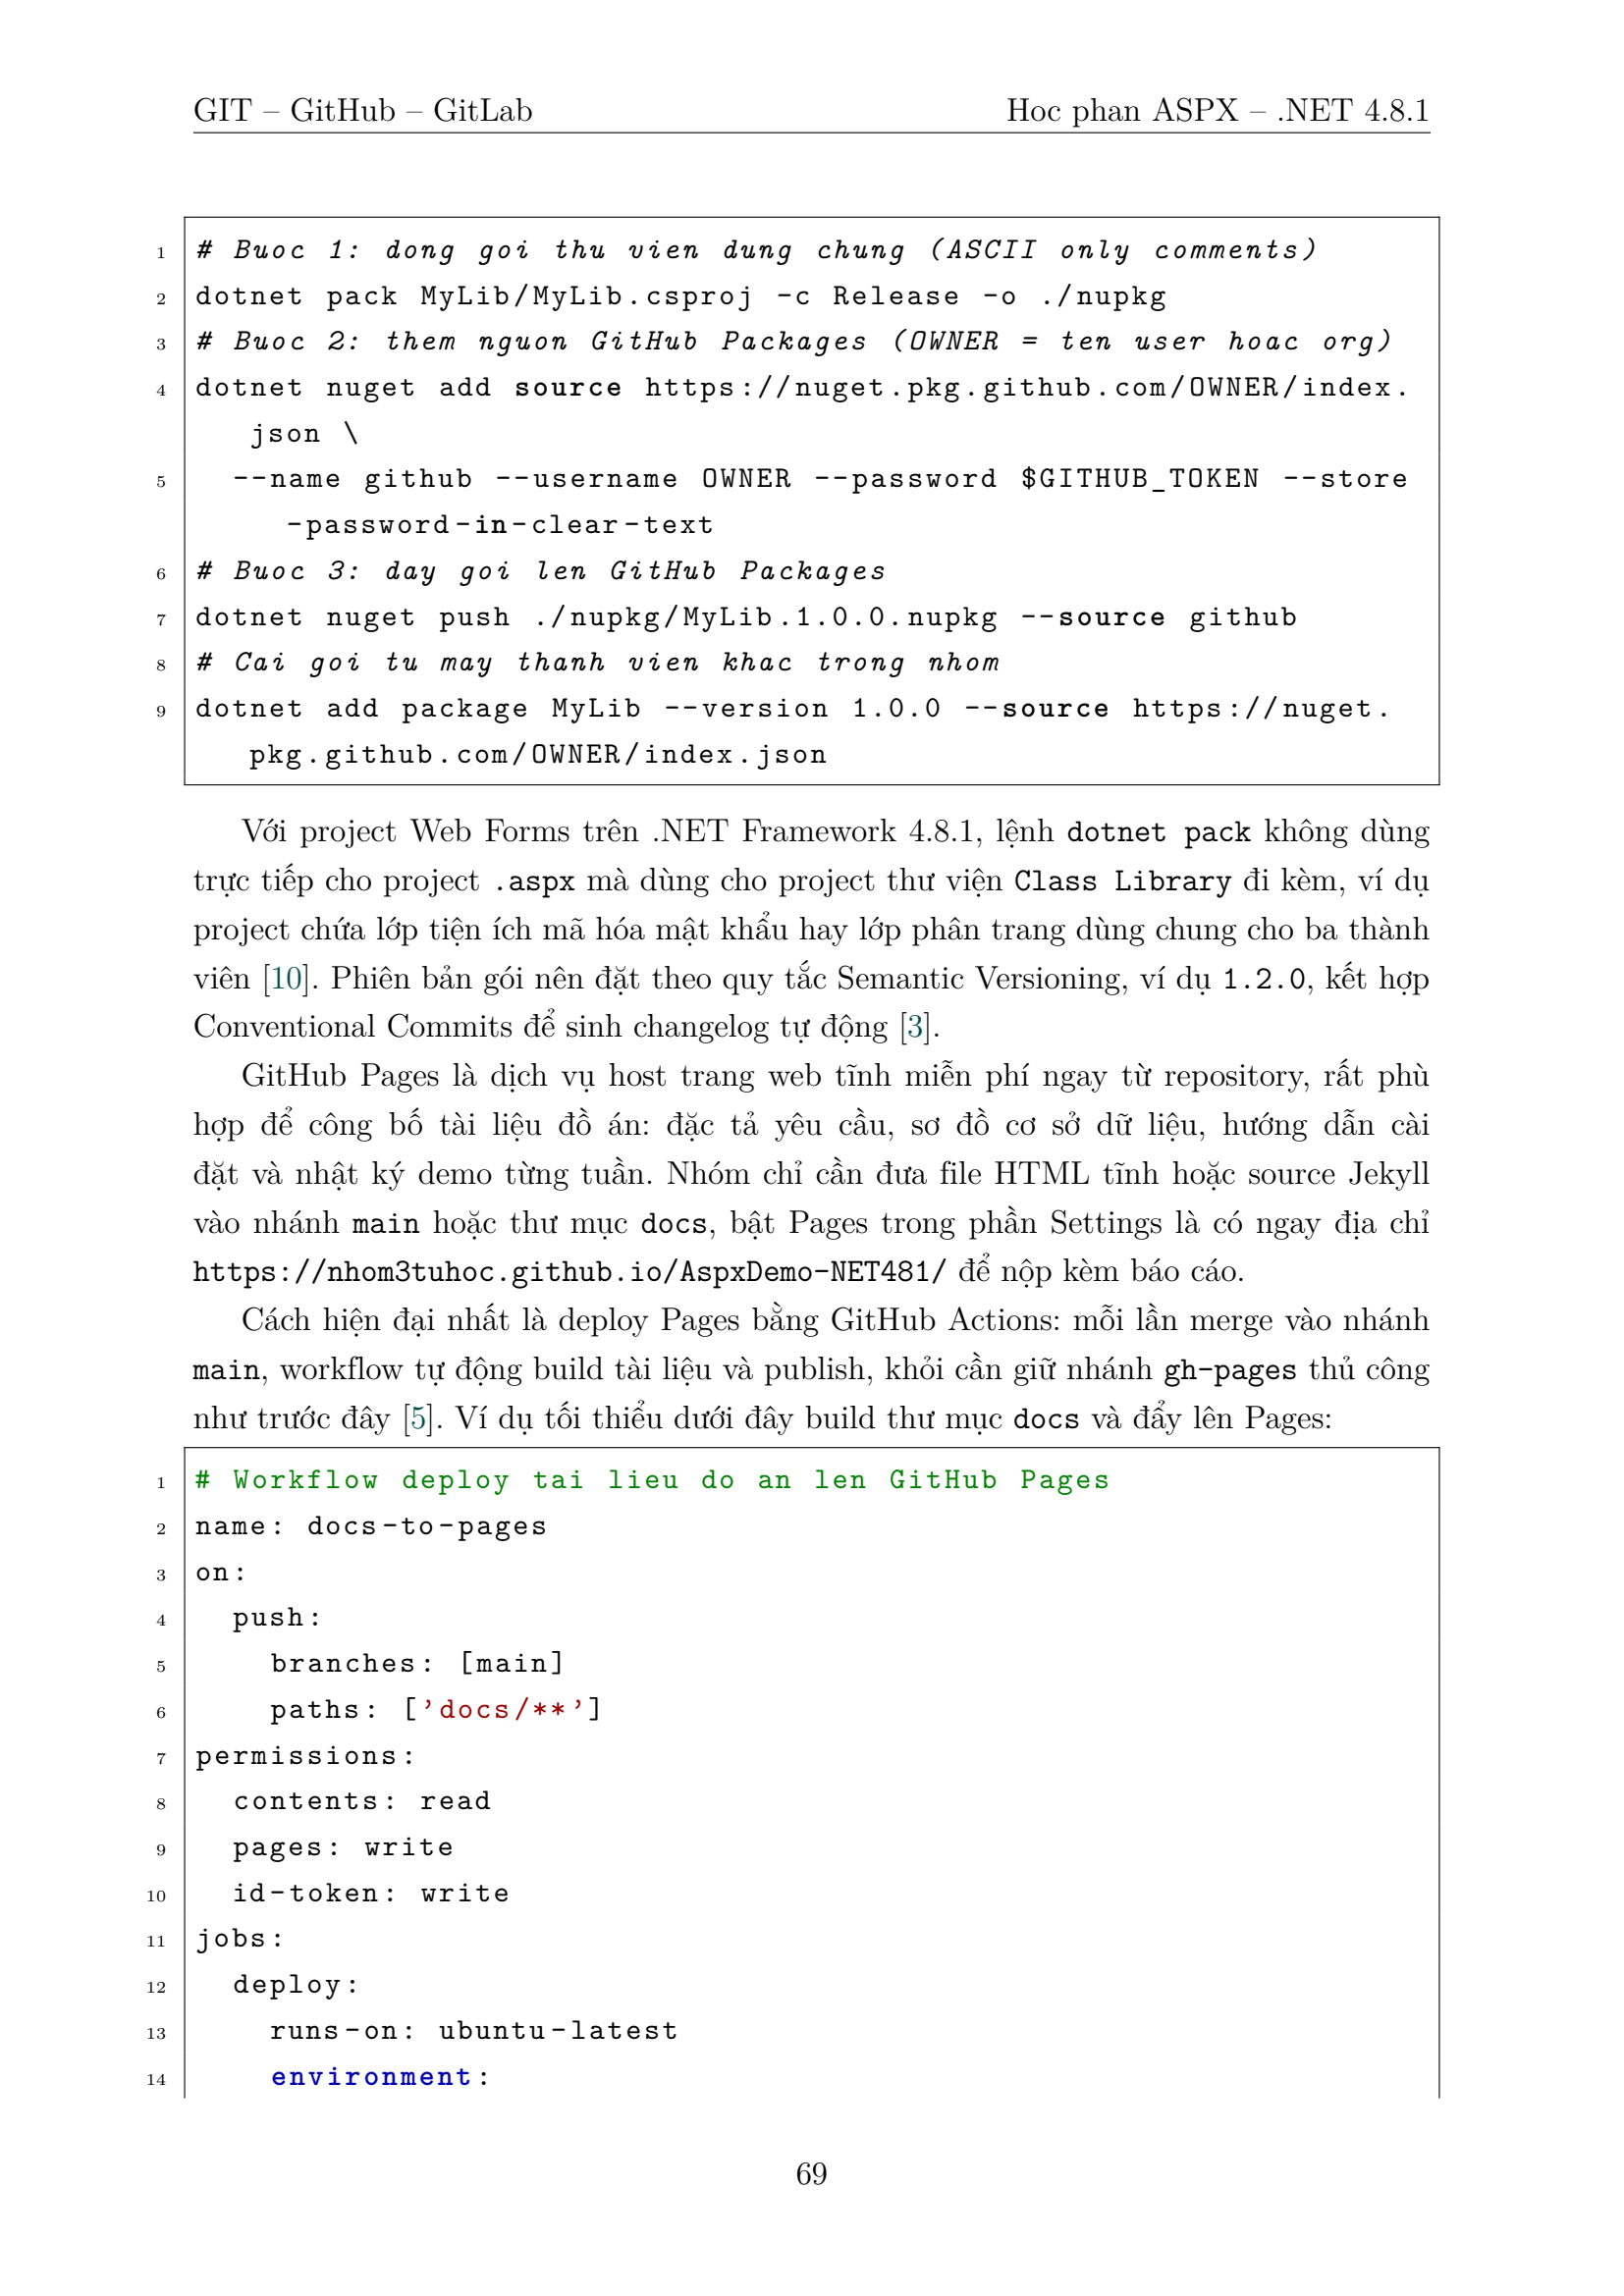 GIT – GitHub – GitLab Hoc phan ASPX – .NET 4.8.1
1 # Buoc 1: dong goi thu vien dung chung (ASCII only comments)
2 dotnet pack MyLib/MyLib.csproj -c Release -o ./nupkg
3 # Buoc 2: them nguon GitHub Packages (OWNER = ten user hoac org)
4 dotnet nuget add source https://nuget.pkg.github.com/OWNER/index.
json \
5 --name github --username OWNER --password $GITHUB_TOKEN --store
-password-in-clear-text
6 # Buoc 3: day goi len GitHub Packages
7 dotnet nuget push ./nupkg/MyLib.1.0.0.nupkg --source github
8 # Cai goi tu may thanh vien khac trong nhom
9 dotnet add package MyLib --version 1.0.0 --source https://nuget.
pkg.github.com/OWNER/index.json
Với project Web Forms trên .NET Framework 4.8.1, lệnh dotnet pack không dùng
trực tiếp cho project .aspx mà dùng cho project thư viện Class Library đi kèm, ví dụ
project chứa lớp tiện ích mã hóa mật khẩu hay lớp phân trang dùng chung cho ba thành
viên [10]. Phiên bản gói nên đặt theo quy tắc Semantic Versioning, ví dụ 1.2.0, kết hợp
Conventional Commits để sinh changelog tự động [3].
GitHub Pages là dịch vụ host trang web tĩnh miễn phí ngay từ repository, rất phù
hợp để công bố tài liệu đồ án: đặc tả yêu cầu, sơ đồ cơ sở dữ liệu, hướng dẫn cài
đặt và nhật ký demo từng tuần. Nhóm chỉ cần đưa file HTML tĩnh hoặc source Jekyll
vào nhánh main hoặc thư mục docs, bật Pages trong phần Settings là có ngay địa chỉ
https://nhom3tuhoc.github.io/AspxDemo-NET481/ để nộp kèm báo cáo.
Cách hiện đại nhất là deploy Pages bằng GitHub Actions: mỗi lần merge vào nhánh
main, workflow tự động build tài liệu và publish, khỏi cần giữ nhánh gh-pages thủ công
như trước đây [5]. Ví dụ tối thiểu dưới đây build thư mục docs và đẩy lên Pages:
1 # Workflow deploy tai lieu do an len GitHub Pages
2 name: docs-to-pages
3 on:
4 push:
5 branches: [main]
6 paths: ['docs/**']
7 permissions:
8 contents: read
9 pages: write
10 id-token: write
11 jobs:
12 deploy:
13 runs-on: ubuntu-latest
14 environment:
69